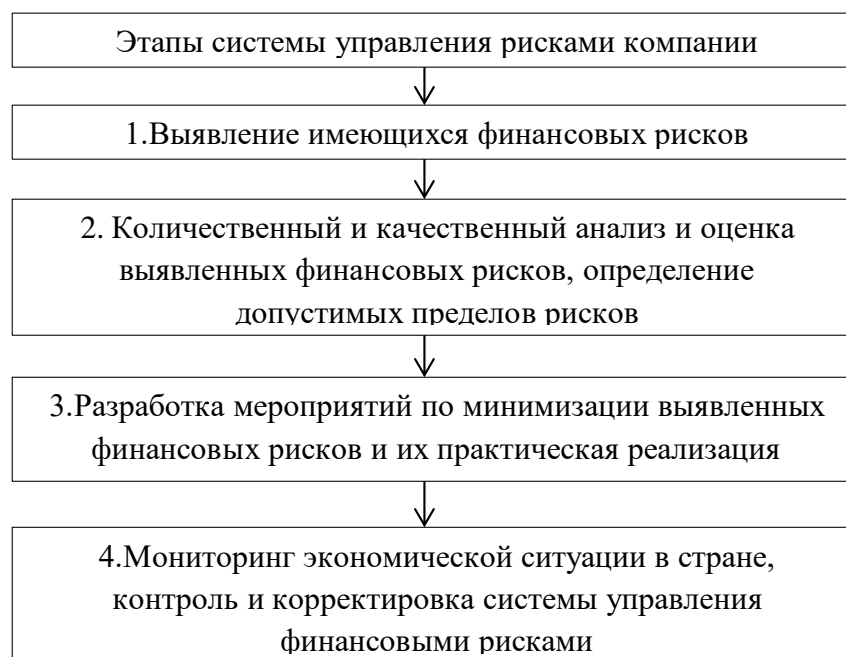 Этапы системы управления рисками компании
1.Выявление имеющихся финансовых рисков
2. Количественный и качественный анализ и оценка
выявленных финансовых рисков, определение
допустимых пределов рисков
3.Разработка мероприятий по минимизации выявленных
финансовых рисков и их практическая реализация
4.Мониторинг экономической ситуации в стране,
контроль и корректировка системы управления
финансовыми рисками